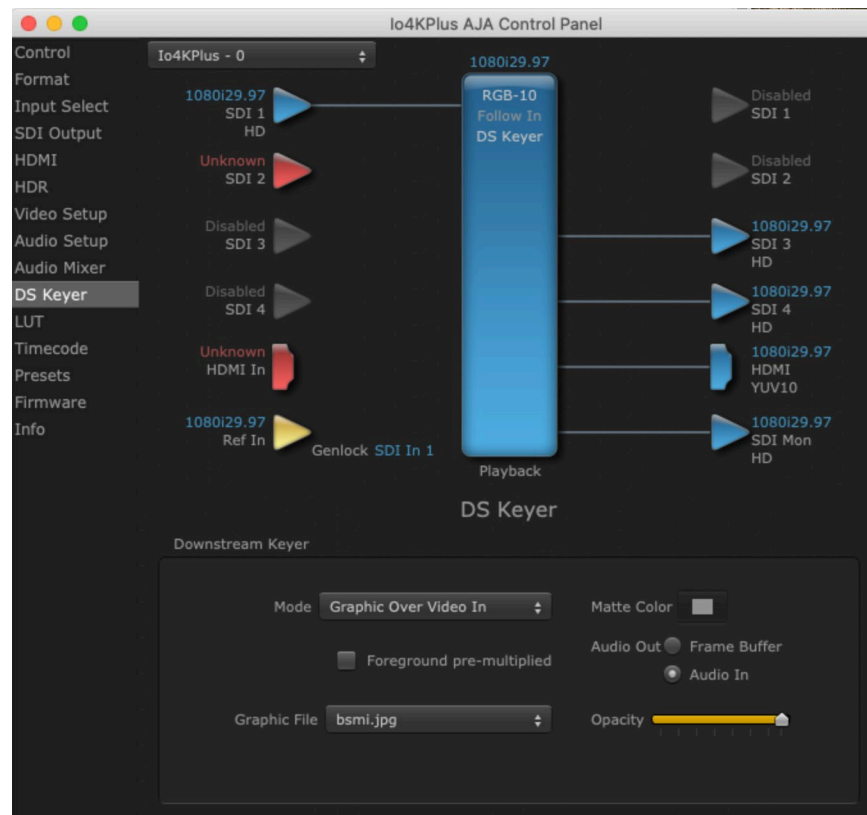 Io4KPlus AJA Control Panel
Control
Format
Input Select
SDI Output
HDMI
HDR
Video Setup
Audio Setup
Audio Mixer
DS Keyer
LUT
Timecode
Presets
Firmware
Info
Io4KPlus - 0
1080i29.97
SDI 1
HD
Unknown
SDI 2
Disabled
SDI 3
Disabled
SDI 4
Unknown
HDMI In
1080i29.97
Ref In
Genlock SDI In 1
1080i29.97
RGB-10
Follow In
DS Keyer
Playback
Disabled
SDI 1
Disabled
SDI 2
1080i29.97
SDI 3
HD
1080i29.97
SDI 4
HD
1080i29.97
HDMI
YUV10
1080i29.97
SDI Mon
HD
DS Keyer
Downstream Keyer
Mode Graphic Over Video In
Foreground pre-multiplied
Graphic File bsmi.jpg
Matte Color
Audio Out Frame Buffer
Audio In
Opacity